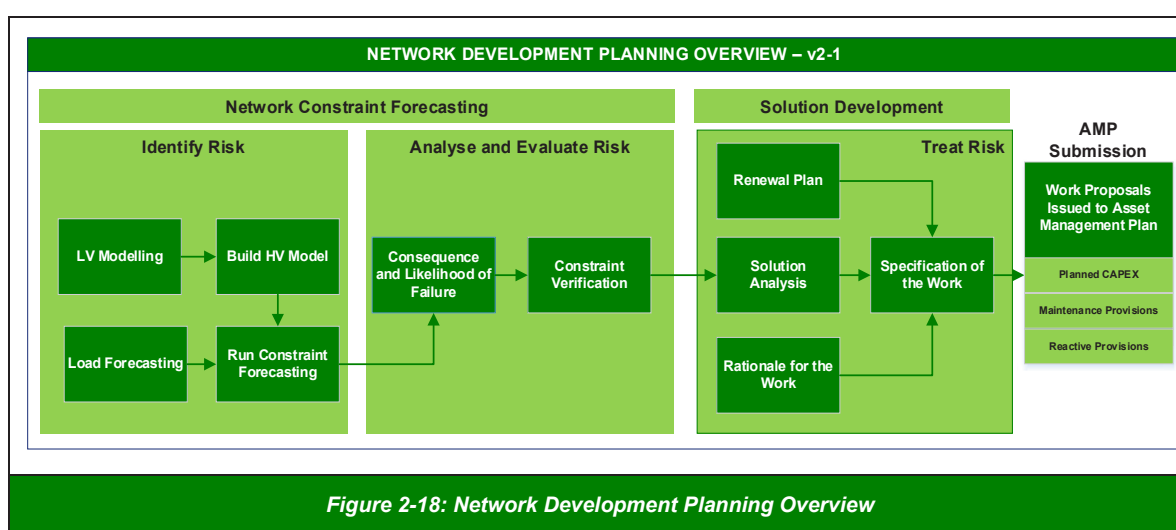 NETWORK DEVELOPMENT PLANNING OVERVIEW – v2-1
Network Constraint Forecasting
Solution Development
Identify Risk
Analyse and Evaluate Risk
Treat Risk
AMP
Submission
LV Modelling
Build HV Model
Load Forecasting
Run Constraint
Forecasting
Consequence
and Likelihood of
Failure
Constraint
Verification
Renewal Plan
Solution
Analysis
Rationale for the
Work
Specification of
the Work
Work Proposals
Issued to Asset
Management Plan
Planned CAPEX
Maintenance Provisions
Reactive Provisions
Figure 2-18: Network Development Planning Overview